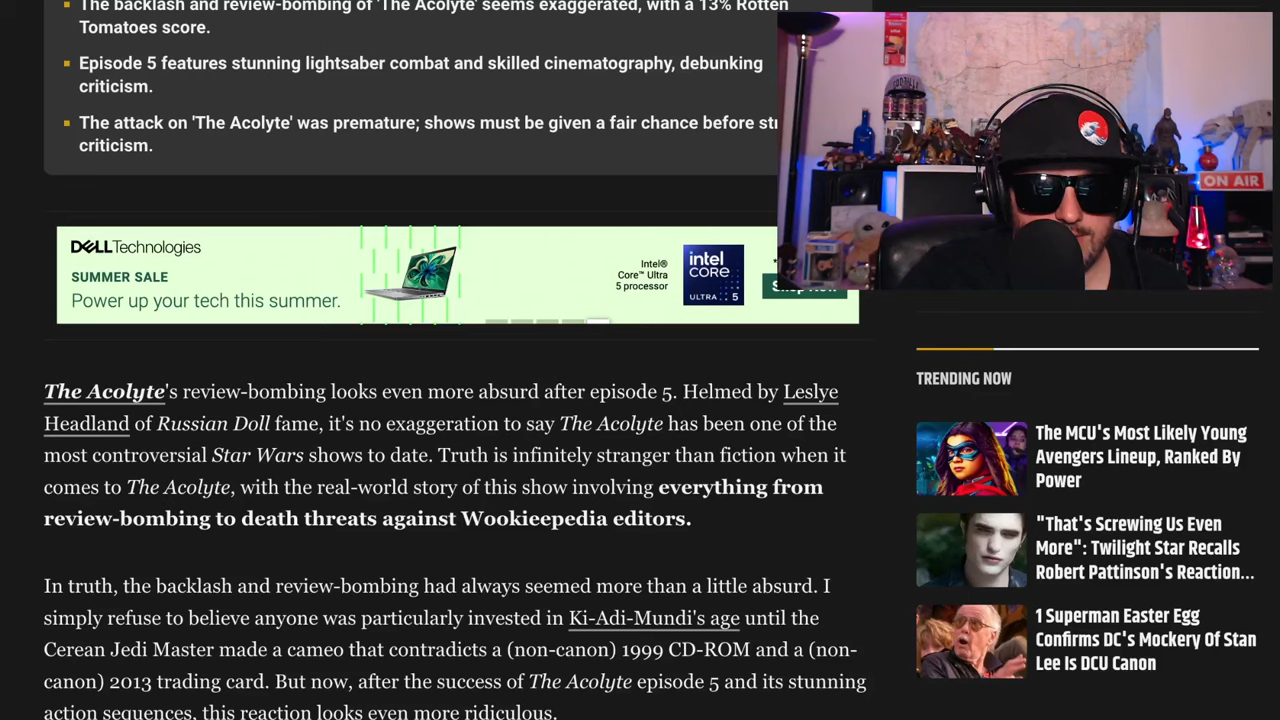 The backlash and review-bombing of 'The Acolyte' seems exaggerated, with a 13% Rotten
Tomatoes score.
Episode 5 features stunning lightsaber combat and skilled cinematography, debunking
criticism.
The attack on 'The Acolyte' was premature; shows must be given a fair chance before
criticism.
ON AIR
DELL Technologies
SUMMER SALE
Power up your tech this summer.
Intel®
Core™ Ultra
5 processor
intel
CORE
ULTRA 5
The Acolyte's review-bombing looks even more absurd after episode 5. Helmed by Leslye
Headland of Russian Doll fame, it's no exaggeration to say The Acolyte has been one of the
most controversial Star Wars shows to date. Truth is infinitely stranger than fiction when it
comes to The Acolyte, with the real-world story of this show involving everything from
review-bombing to death threats against Wookieepedia editors.
In truth, the backlash and review-bombing had always seemed more than a little absurd. I
simply refuse to believe anyone was particularly invested in Ki-Adi-Mundi's age until the
Cerean Jedi Master made a cameo that contradicts a (non-canon) 1999 CD-ROM and a (non-
canon) 2013 trading card. But now, after the success of The Acolyte episode 5 and its stunning
action sequences, this reaction looks even more ridiculous.
TRENDING NOW
The MCU's Most Likely Young
Avengers Lineup, Ranked By
Power
"That's Screwing Us Even
More": Twilight Star Recalls
Robert Pattinson's Reaction...
1 Superman Easter Egg
Confirms DC's Mockery Of Stan
Lee Is DCU Canon